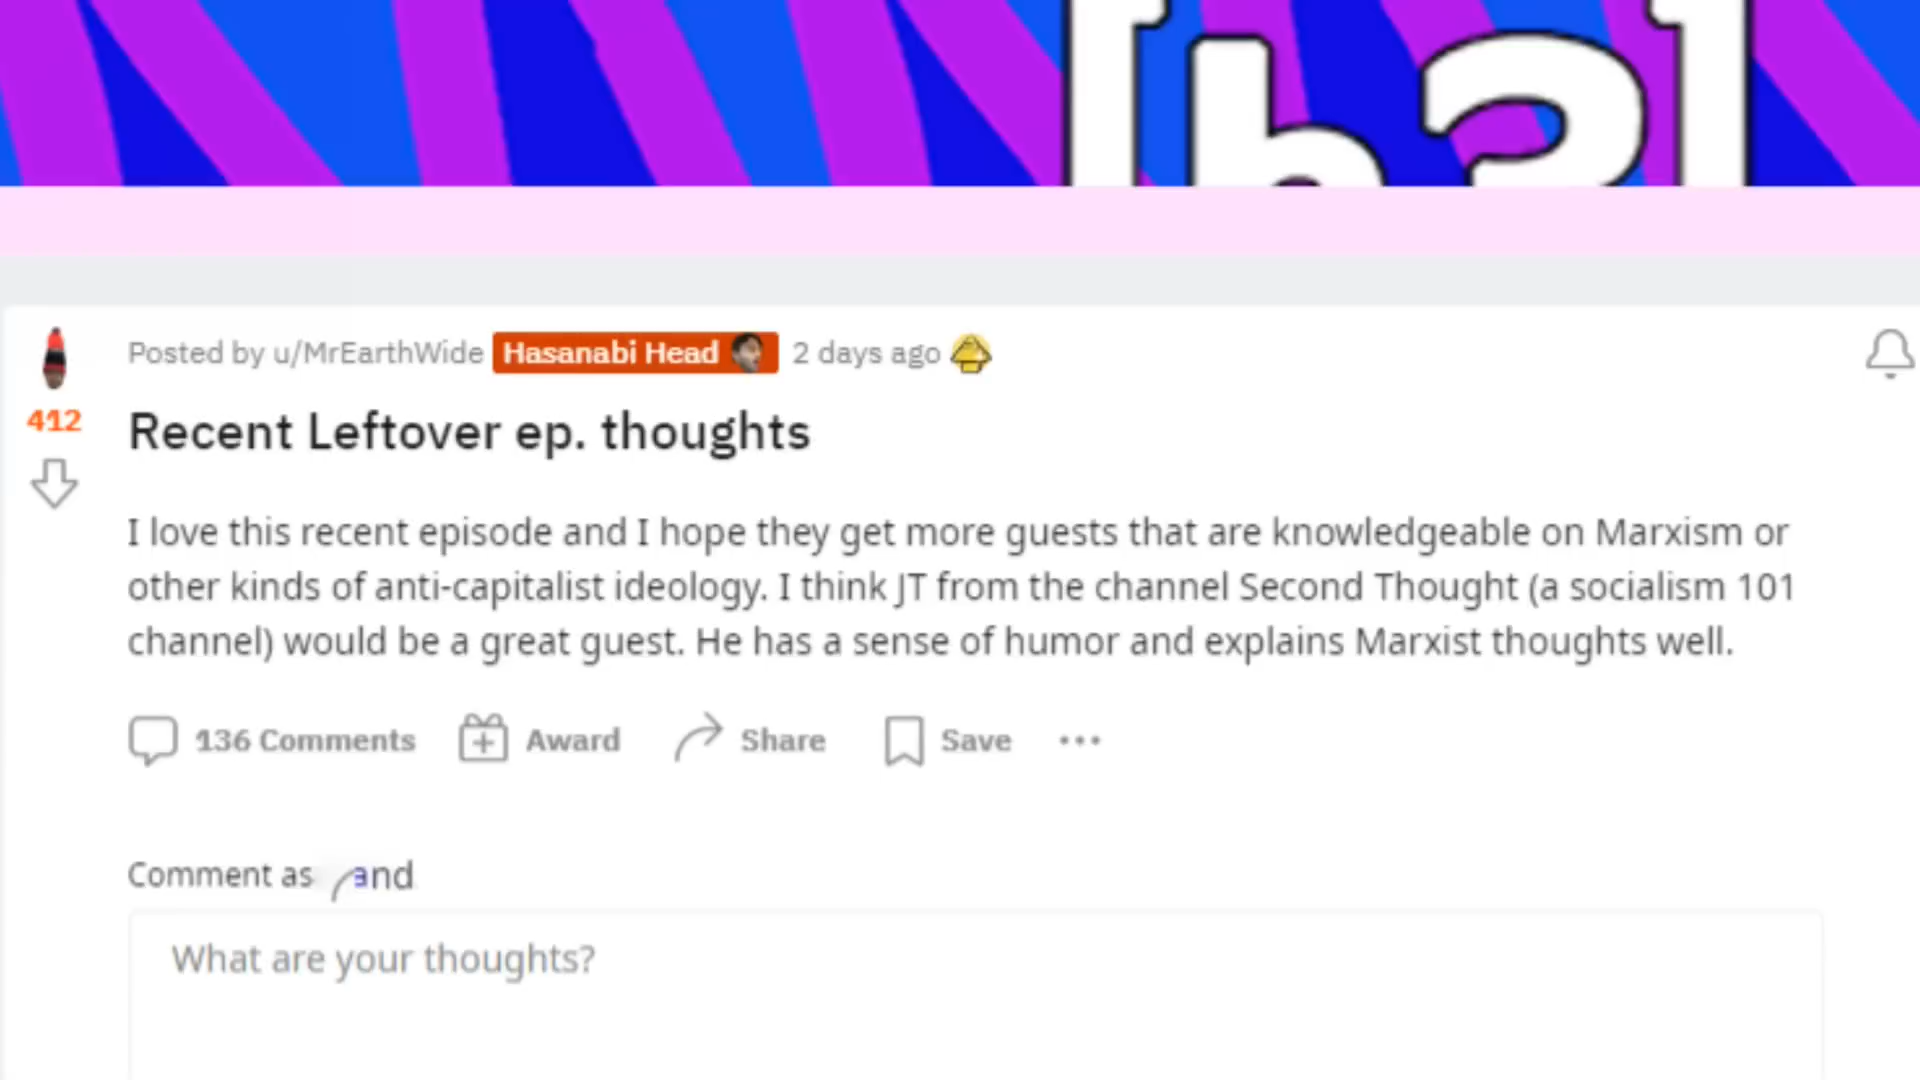 [h3]
Posted by u/MrEarthWide Hasanabi Head 2 days ago
412
Recent Leftover ep. thoughts
I love this recent episode and I hope they get more guests that are knowledgeable on Marxism or
other kinds of anti-capitalist ideology. I think JT from the channel Second Thought (a socialism 101
channel) would be a great guest. He has a sense of humor and explains Marxist thoughts well.
136 Comments Award Share Save ...
Comment as
What are your thoughts?